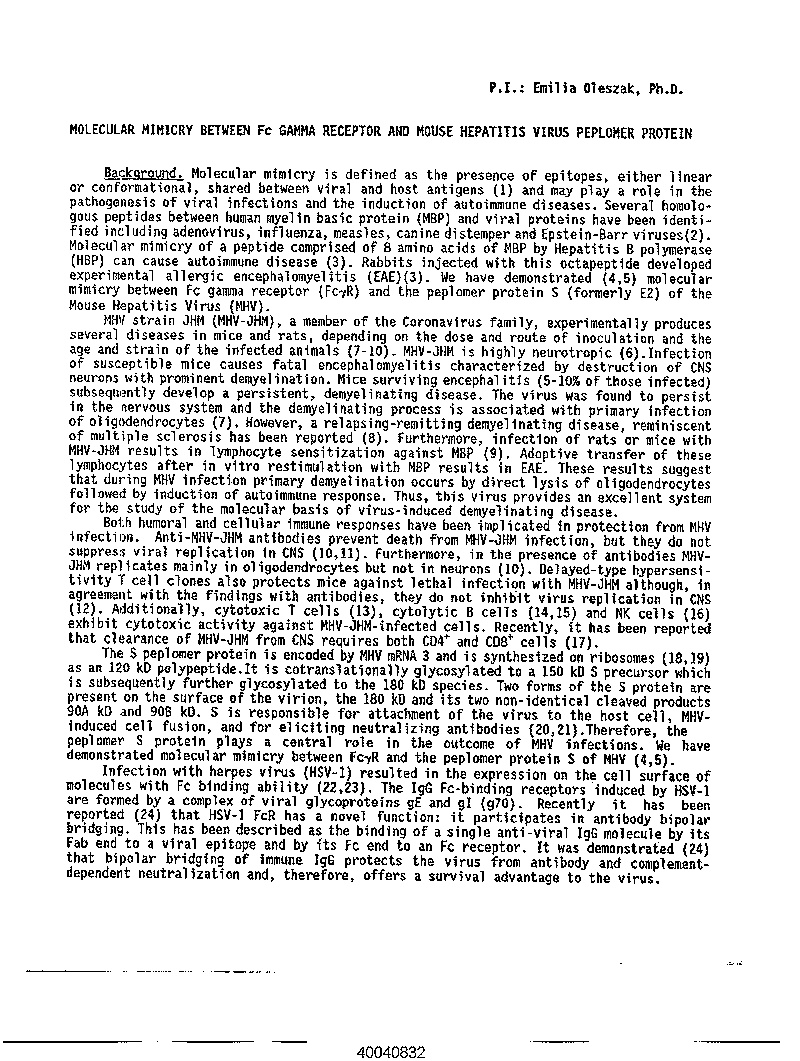 P.I.: Emilia Oleszak, Ph.D.
MOLECULAR MIMICRY BETWEEN Fc GAMMA RECEPTOR AND MOUSE HEPATITIS VIRUS PEPLOMER PROTEIN
Background. Molecular mimicry is defined as the presence of epitopes, either linear
or conformational, shared between viral and host antigens (1) and may play a role in the
pathogenesis of viral infections and the induction of autoimmune diseases. Several homolo-
gous peptides between human myelin basic protein (MBP) and viral proteins have been identi-
fied including adenovirus, influenza, measles, canine distemper and Epstein-Barr viruses(2).
Molecular mimicry of a peptide comprised of 8 amino acids of MBP by Hepatitis B polymerase
(HBP) can cause autoimmune disease (3). Rabbits injected with this octapeptide developed
experimental allergic encephalomyelitis (EAE)(3). We have demonstrated (4,5) molecular
mimicry between Fc gamma receptor (FcγR) and the peplomer protein S (formerly E2) of the
Mouse Hepatitis Virus (MHV).
MHV strain JHM (MHV-JHM), a member of the Coronavirus family, experimentally produces
several diseases in mice and rats, depending on the dose and route of inoculation and the
age and strain of the infected animals (7-10). MHV-JHM is highly neurotropic (6).Infection
of susceptible mice causes fatal encephalomyelitis characterized by destruction of CNS
neurons with prominent demyelination. Mice surviving encephalitis (5-10% of those infected)
subsequently develop a persistent, demyelinating disease. The virus was found to persist
in the nervous system and the demyelinating process is associated with primary infection
of oligodendrocytes (7). However, a relapsing-remitting demyelinating disease, reminiscent
of multiple sclerosis has been reported (8). Furthermore, infection of rats or mice with
MHV-JHM results in lymphocyte sensitization against MBP (9). Adoptive transfer of these
lymphocytes after in vitro restimulation with MBP results in EAE. These results suggest
that during MHV infection primary demyelination occurs by direct lysis of oligodendrocytes
followed by induction of autoimmune response. Thus, this virus provides an excellent system
for the study of the molecular basis of virus-induced demyelinating disease.
Both humoral and cellular immune responses have been implicated in protection from MHV
infection. Anti-MHV-JHM antibodies prevent death from MHV-JHM infection, but they do not
suppress viral replication in CNS (10,11). Furthermore, in the presence of antibodies MHV-
JHM replicates mainly in oligodendrocytes but not in neurons (10). Delayed-type hypersensi-
tivity T cell clones also protects mice against lethal infection with MHV-JHM although, in
agreement with the findings with antibodies, they do not inhibit virus replication in CNS
(12). Additionally, cytotoxic T cells (13), cytolytic B cells (14,15) and NK cells (16)
exhibit cytotoxic activity against MHV-JHM-infected cells. Recently, it has been reported
that clearance of MHV-JHM from CNS requires both CD4⁺ and CD8⁺ cells (17).
The S peplomer protein is encoded by MHV mRNA 3 and is synthesized on ribosomes (18,19)
as an 120 kD polypeptide.It is cotranslationally glycosylated to a 150 kD S precursor which
is subsequently further glycosylated to the 180 kD species. Two forms of the S protein are
present on the surface of the virion, the 180 kD and its two non-identical cleaved products
90A kD and 90B kD. S is responsible for attachment of the virus to the host cell, MHV-
induced cell fusion, and for eliciting neutralizing antibodies (20,21).Therefore, the
peplomer S protein plays a central role in the outcome of MHV infections. We have
demonstrated molecular mimicry between FcγR and the peplomer protein S of MHV (4,5).
Infection with herpes virus (HSV-1) resulted in the expression on the cell surface of
molecules with Fc binding ability (22,23). The IgG Fc-binding receptors induced by HSV-1
are formed by a complex of viral glycoproteins gE and gI (g70). Recently it has been
reported (24) that HSV-1 FcR has a novel function: it participates in antibody bipolar
bridging. This has been described as the binding of a single anti-viral IgG molecule by its
Fab end to a viral epitope and by its Fc end to an Fc receptor. It was demonstrated (24)
that bipolar bridging of immune IgG protects the virus from antibody and complement-
dependent neutralization and, therefore, offers a survival advantage to the virus.
40040832